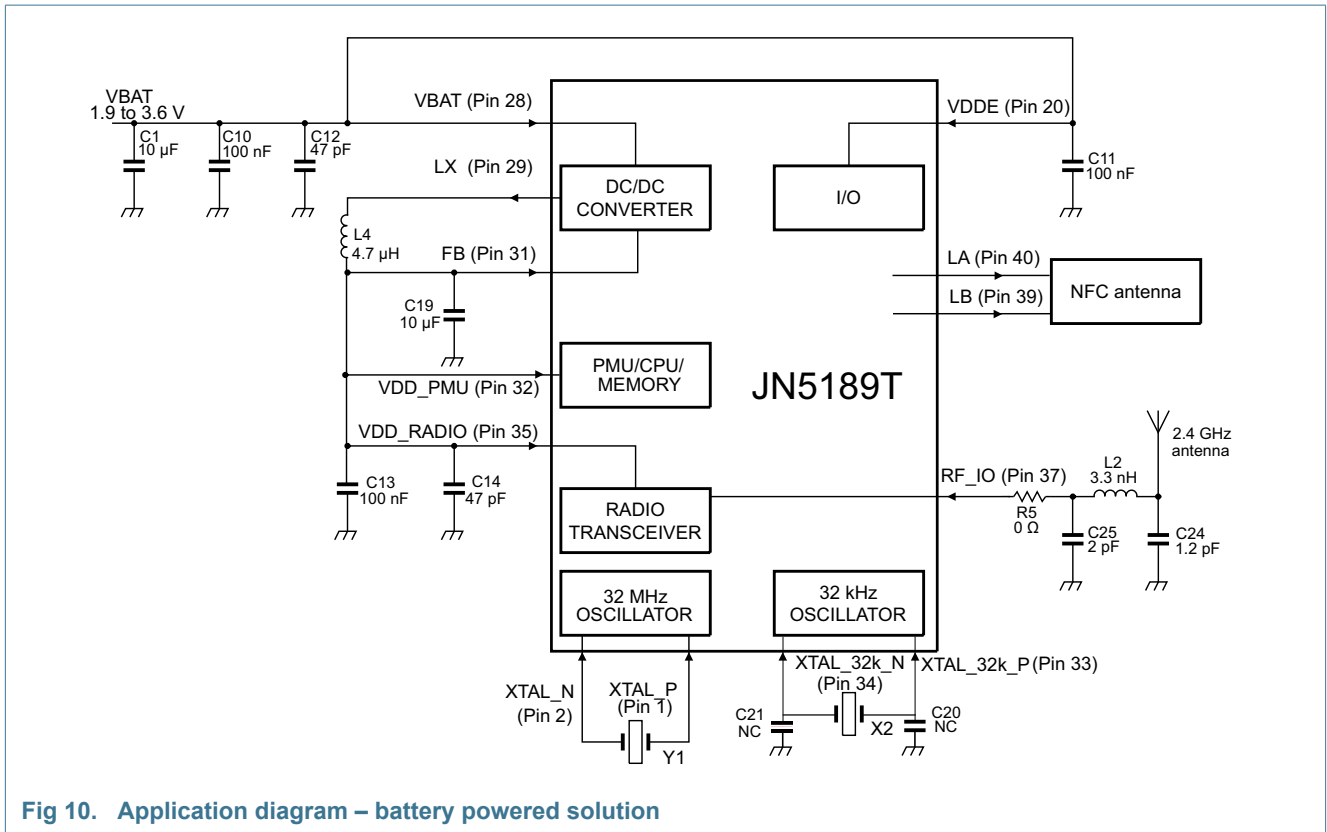 VBAT
1.9 to 3.6 V
C1
10 µF
C10
100 nF
C12
47 pF
VBAT (Pin 28)
LX (Pin 29)
L4
4.7 µH
FB (Pin 31)
C19
10 µF
VDD_PMU (Pin 32)
VDD_RADIO (Pin 35)
C13
100 nF
C14
47 pF
DC/DC
CONVERTER
I/O
PMU/CPU/
MEMORY
JN5189T
RADIO
TRANSCEIVER
32 MHz
OSCILLATOR
32 kHz
OSCILLATOR
VDDE (Pin 20)
C11
100 nF
LA (Pin 40)
LB (Pin 39)
NFC antenna
2.4 GHz
antenna
RF_IO (Pin 37)
R5
0 Ω
L2
3.3 nH
C25
2 pF
C24
1.2 pF
XTAL_N
(Pin 2)
XTAL_P
(Pin 1)
Y1
XTAL_32k_N
(Pin 34)
XTAL_32k_P (Pin 33)
C21
NC
X2
C20
NC
Fig 10. Application diagram – battery powered solution